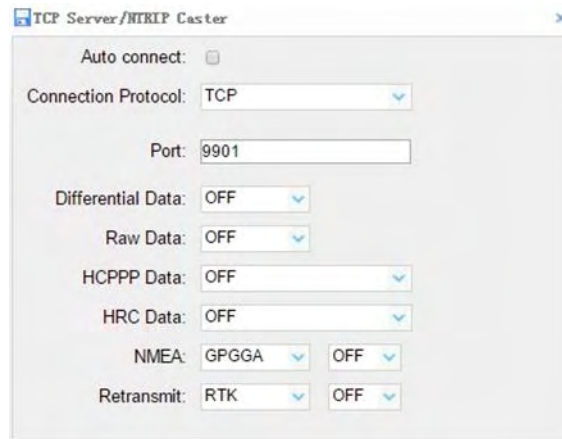 TCP Server/NTRIP Caster ×
Auto connect:
Connection Protocol: TCP
Port: 9901
Differential Data: OFF
Raw Data: OFF
HCPPP Data: OFF
HRC Data: OFF
NMEA: GPGGA OFF
Retransmit: RTK OFF